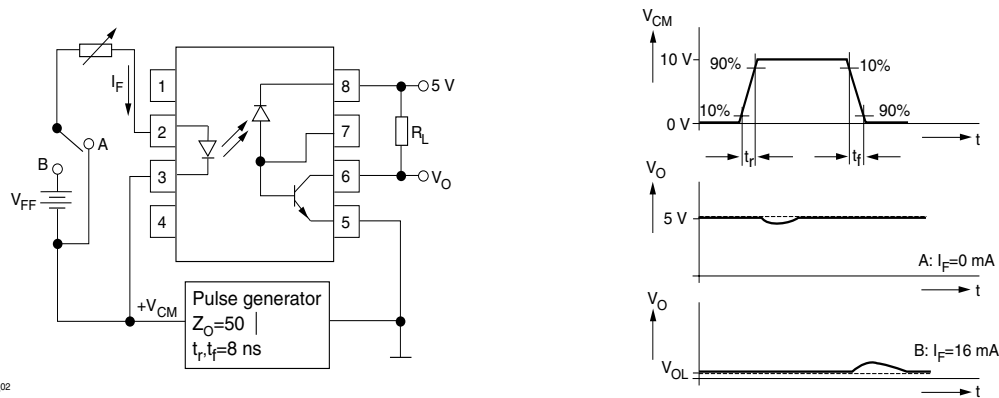 I_F
1
2
3
4
8
7
6
5
5 V
R_L
V_O
A
B
V_FF
+V_CM
Pulse generator
Z_O=50 |
t_r,t_f=8 ns
02
V_CM
10 V
90%
10%
10%
90%
0 V
t
t_r
t_f
V_O
5 V
A: I_F=0 mA
t
V_O
B: I_F=16 mA
V_OL
t